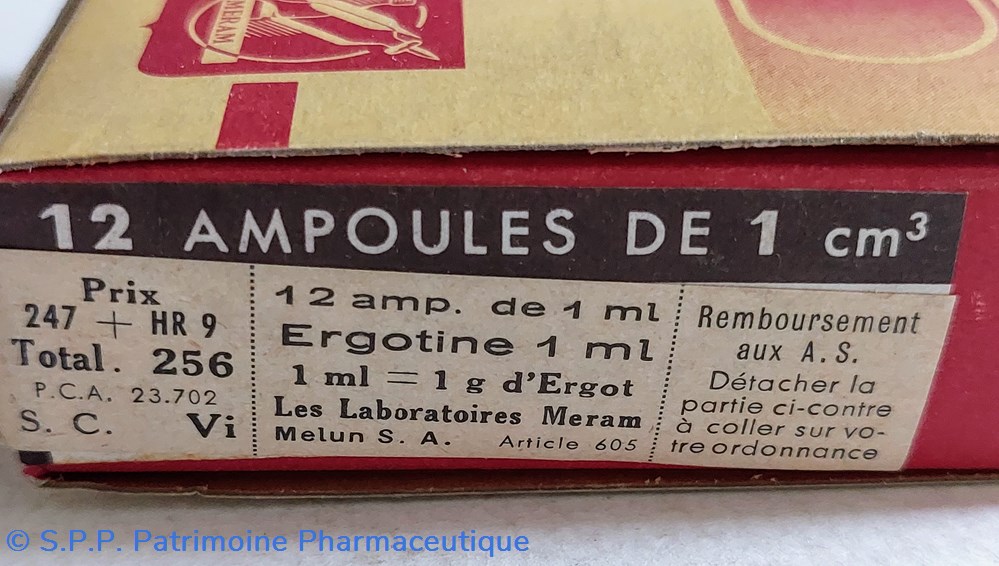 MERAM
12 AMPOULES DE 1 cm³
Prix
247 + HR 9
Total. 256
P.C.A. 23.702
S. C. Vi
12 amp. de 1 ml
Ergotine 1 ml
1 ml = 1 g d'Ergot
Les Laboratoires Meram
Melun S. A. Article 605
Remboursement
aux A. S.
Détacher la
partie ci-contre
à coller sur vo-
tre ordonnance
© S.P.P. Patrimoine Pharmaceutique